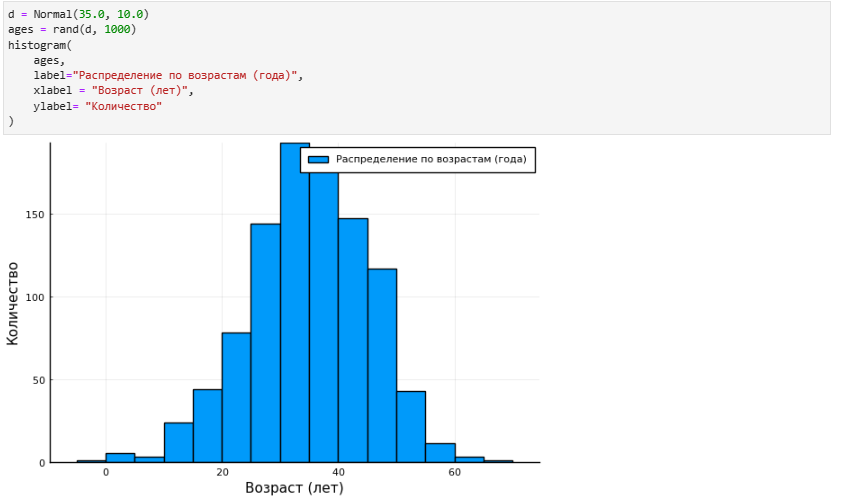 d = Normal(35.0, 10.0)
ages = rand(d, 1000)
histogram(
    ages,
    label="Распределение по возрастам (года)",
    xlabel = "Возраст (лет)",
    ylabel= "Количество"
)
Распределение по возрастам (года)
150
100
50
0
Количество
0 20 40 60
Возраст (лет)